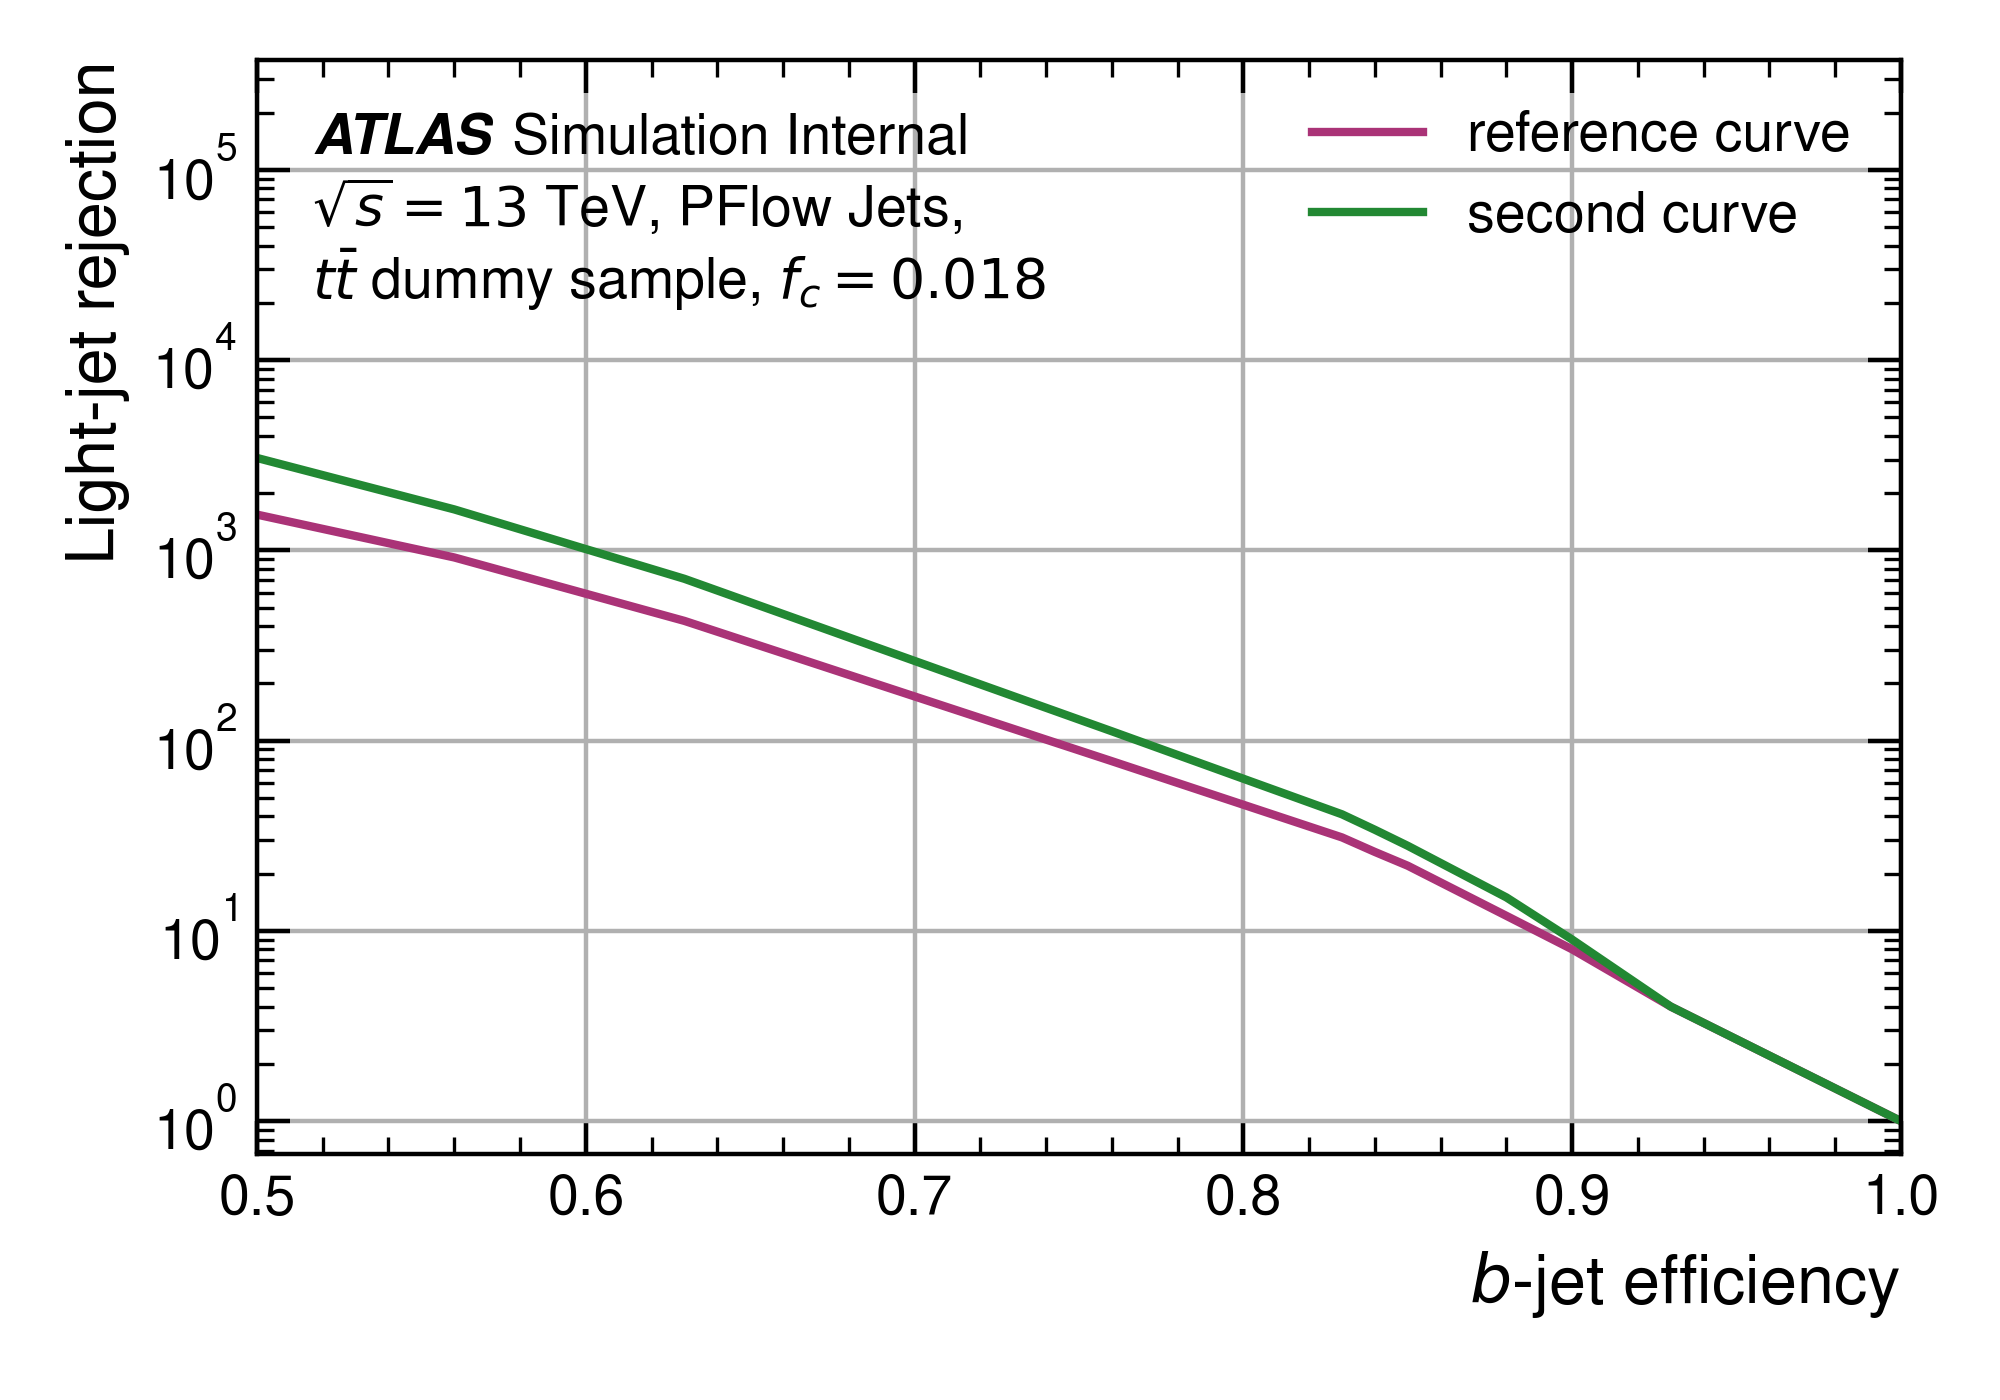 ATLAS Simulation Internal
√s = 13 TeV, PFlow Jets,
tt̄ dummy sample, f_c = 0.018
reference curve
second curve
Light-jet rejection
10^5
10^4
10^3
10^2
10^1
10^0
0.5 0.6 0.7 0.8 0.9 1.0
b-jet efficiency